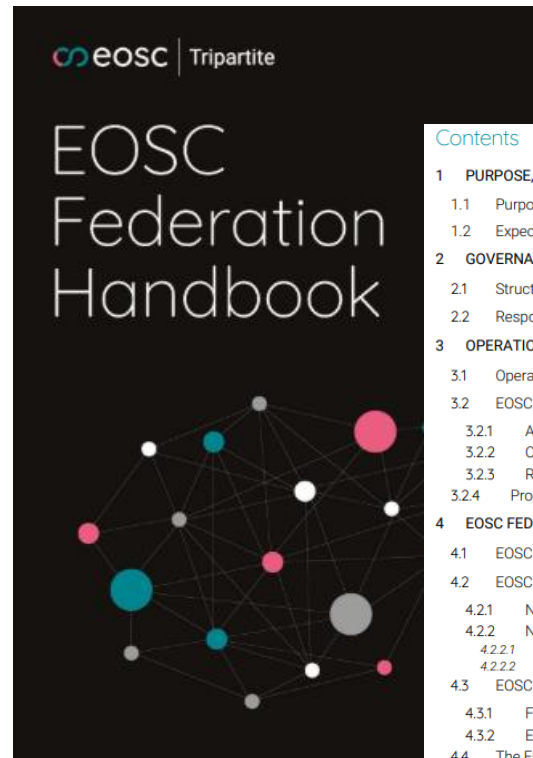 eosc Tripartite
EOSC
Federation
Handbook
Contents
1 PURPOSE,
1.1 Purpo
1.2 Expec
2 GOVERNA
2.1 Struct
2.2 Respo
3 OPERATIO
3.1 Opera
3.2 EOSC
3.2.1 A
3.2.2
3.2.3 R
3.2.4 Pro
4 EOSC FED
4.1 EOSC
4.2 EOSC
4.2.1 N
4.2.2 N
4.2.2.1
4.2.2.2
4.3 EOSC
4.3.1 F
4.3.2 E
4.4